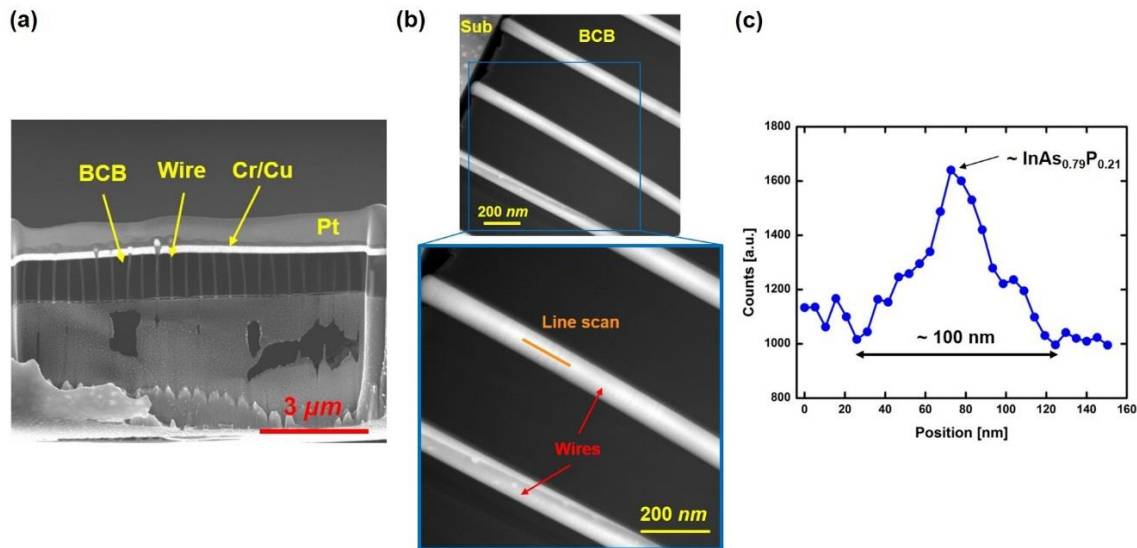 (a)
BCB
Wire
Cr/Cu
Pt
3 µm
(b)
Sub
BCB
200 nm
Line scan
Wires
200 nm
(c)
1800
1600
1400
1200
1000
800
Counts [a.u.]
~ InAs0.79P0.21
~ 100 nm
0 20 40 60 80 100 120 140 160
Position [nm]